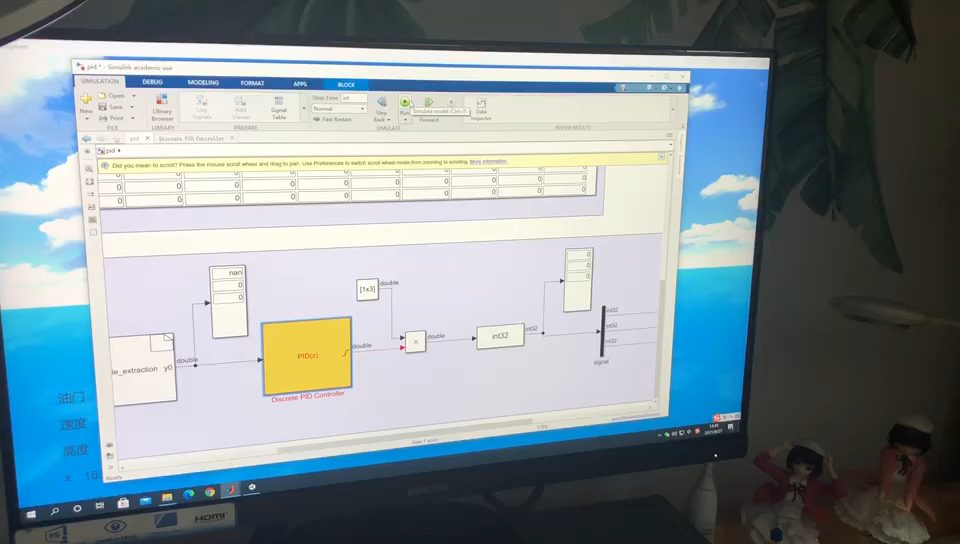 pid * - Simulink academic use
SIMULATION DEBUG MODELING FORMAT APPS BLOCK
New
Open
Save
Print
FILE
Library Browser
LIBRARY
Log Signals
Add Viewer
Signal Table
PREPARE
Stop Time inf
Normal
Fast Restart
Step Back
Run
Simulate model (Ctrl+T)
Forward
SIMULATE
Data Inspector
REVIEW RESULTS
pid
Discrete PID Controller
pid
Did you mean to scroll? Press the mouse scroll wheel and drag to pan. Use Preferences to switch scroll wheel mode from zooming to scrolling. More information.
0 0 0 0 0 0 0 0 0
0 0 0 0 0 0 0 0 0
0 0 0 0 0 0 0 0 0
nan
0
0
[1x3]
double
0
0
0
le_extraction y0
double
PID(z)
Discrete PID Controller
double
×
double
int32
int32
int32
int32
int32
signal
油门
速度
高度
x 10
Ready
View 1 error
175%
PHILIPS
HDMI